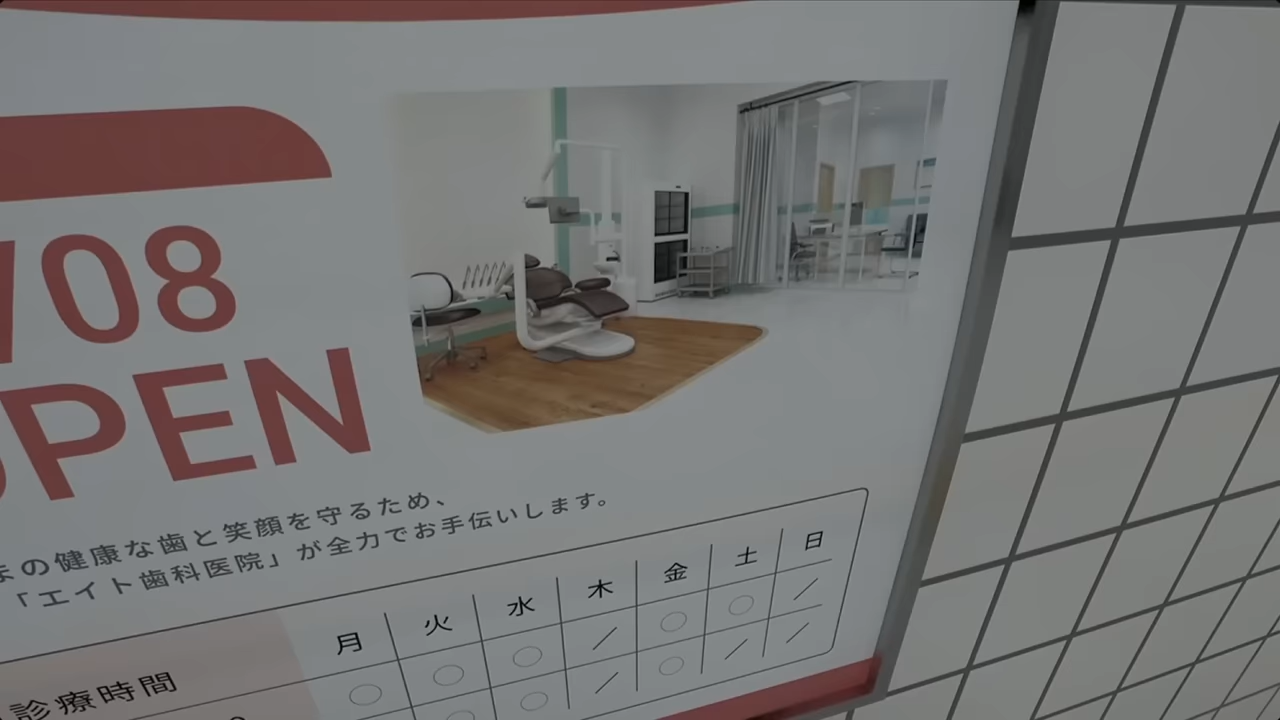 /08
OPEN
まの健康な歯と笑顔を守るため、
「エイト歯科医院」が全力でお手伝いします。
診療時間 月 火 水 木 金 土 日
○ ○ ○ / ○ ○ /
○ ○ / ○ / /